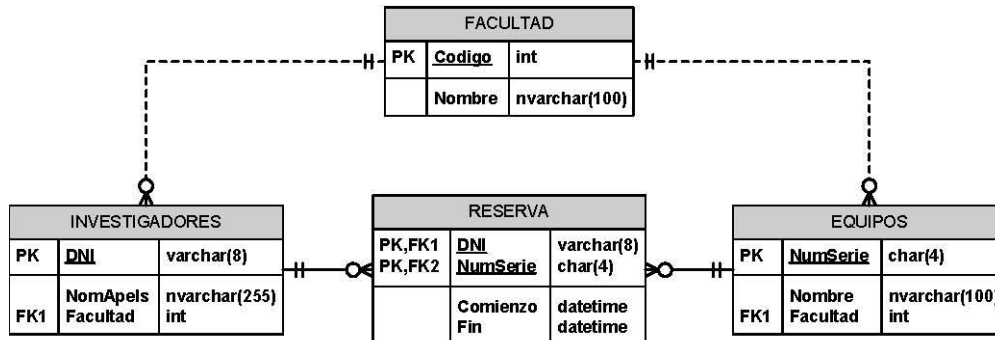 FACULTAD
PK Codigo int
Nombre nvarchar(100)
INVESTIGADORES
PK DNI varchar(8)
NomApels nvarchar(255)
FK1 Facultad int
RESERVA
PK,FK1 DNI varchar(8)
PK,FK2 NumSerie char(4)
Comienzo datetime
Fin datetime
EQUIPOS
PK NumSerie char(4)
Nombre nvarchar(100)
FK1 Facultad int